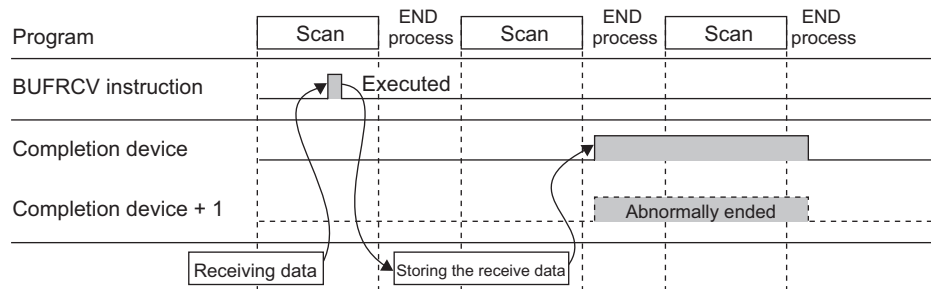 Program
Scan
END
process
Scan
END
process
Scan
END
process
BUFRCV instruction
Executed
Completion device
Completion device + 1
Abnormally ended
Receiving data
Storing the receive data